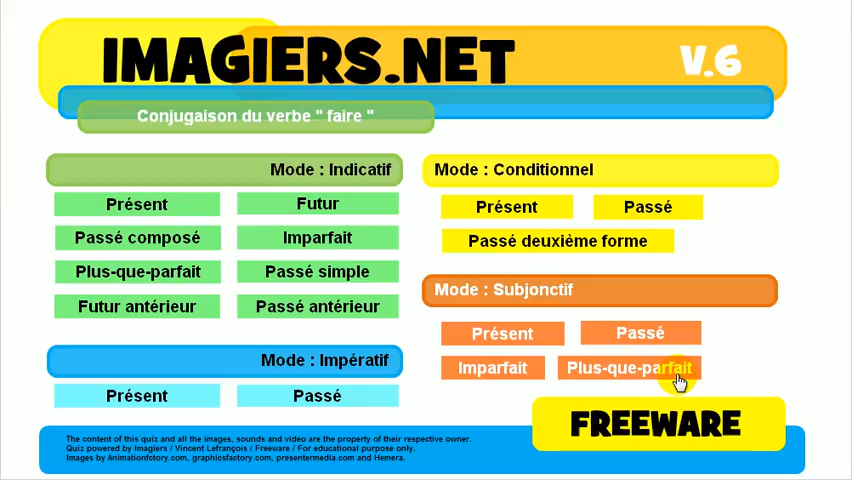 IMAGIERS.NET
V.6
Conjugaison du verbe " faire "
Mode : Indicatif
Présent
Futur
Passé composé
Imparfait
Plus-que-parfait
Passé simple
Futur antérieur
Passé antérieur
Mode : Impératif
Présent
Passé
Mode : Conditionnel
Présent
Passé
Passé deuxième forme
Mode : Subjonctif
Présent
Passé
Imparfait
Plus-que-parfait
FREEWARE
The content of this quiz and all the images, sounds and video are the property of their respective owner.
Quiz powered by Imagiers / Vincent Lefrançois / Freeware / For educational purpose only.
Images by Animationfctory.com, graphicsfactory.com, presentermedia.com and Hemera.